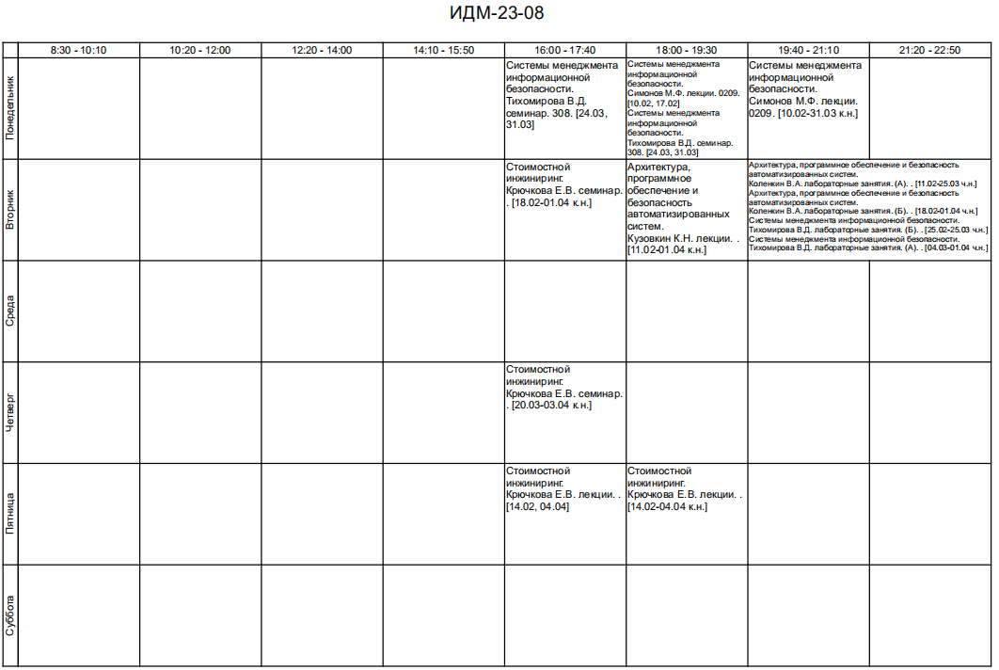 ИДМ-23-08
8:30 - 10:10
10:20 - 12:00
12:20 - 14:00
14:10 - 15:50
16:00 - 17:40
18:00 - 19:30
19:40 - 21:10
21:20 - 22:50
Понедельник
Системы менеджмента
информационной
безопасности.
Тихомирова В.Д.
семинар. 308. [24.03,
31.03]
Системы менеджмента
информационной
безопасности.
Симонов М.Ф. лекции. 0209.
[10.02, 17.02]
Системы менеджмента
информационной
безопасности.
Тихомирова В.Д. семинар.
308. [24.03, 31.03]
Системы менеджмента
информационной
безопасности.
Симонов М.Ф. лекции.
0209. [10.02-31.03 к.н.]
Вторник
Стоимостной
инжиниринг.
Крючкова Е.В. семинар.
. [18.02-01.04 к.н.]
Архитектура,
программное
обеспечение и
безопасность
автоматизированных
систем.
Кузовкин К.Н. лекции. .
[11.02-01.04 к.н.]
Архитектура, программное обеспечение и безопасность
автоматизированных систем.
Коленкин В.А. лабораторные занятия. (А). . [11.02-25.03 ч.н.]
Архитектура, программное обеспечение и безопасность
автоматизированных систем.
Коленкин В.А. лабораторные занятия. (Б). . [18.02-01.04 ч.н.]
Системы менеджмента информационной безопасности.
Тихомирова В.Д. лабораторные занятия. (Б). . [25.02-25.03 ч.н.]
Системы менеджмента информационной безопасности.
Тихомирова В.Д. лабораторные занятия. (А). . [04.03-01.04 ч.н.]
Среда
Четверг
Стоимостной
инжиниринг.
Крючкова Е.В. семинар.
. [20.03-03.04 к.н.]
Пятница
Стоимостной
инжиниринг.
Крючкова Е.В. лекции. .
[14.02, 04.04]
Стоимостной
инжиниринг.
Крючкова Е.В. лекции. .
[14.02-04.04 к.н.]
Суббота